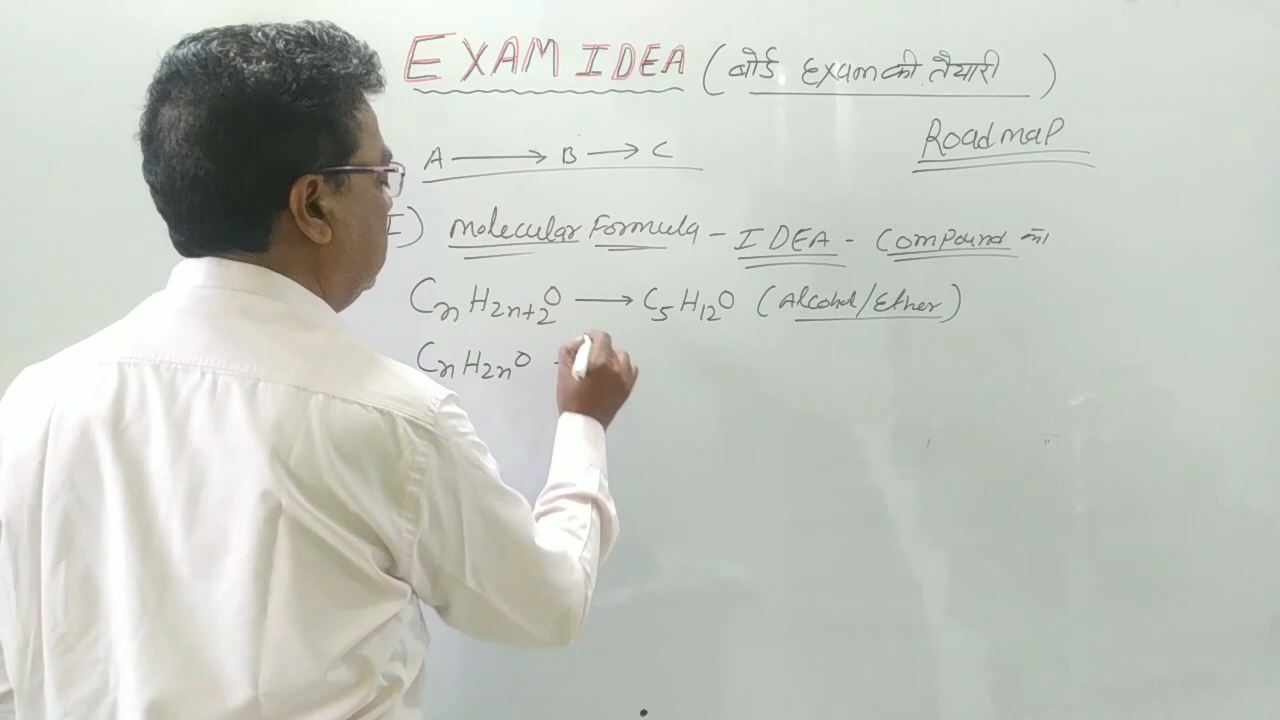 EXAM IDEA (बोर्ड Exam की तैयारी)
Roadmap
A ⟶ B ⟶ C
I) Molecular Formula - IDEA - Compound का
CnH2n+2O ⟶ C5H12O (Alcohol/Ether)
CnH2nO -